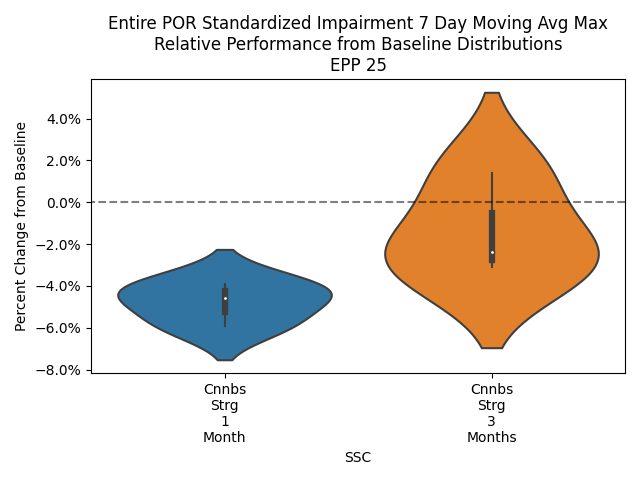 Entire POR Standardized Impairment 7 Day Moving Avg Max
Relative Performance from Baseline Distributions
EPP 25
Percent Change from Baseline
4.0%
2.0%
0.0%
−2.0%
−4.0%
−6.0%
−8.0%
Cnnbs
Strg
1
Month
Cnnbs
Strg
3
Months
SSC